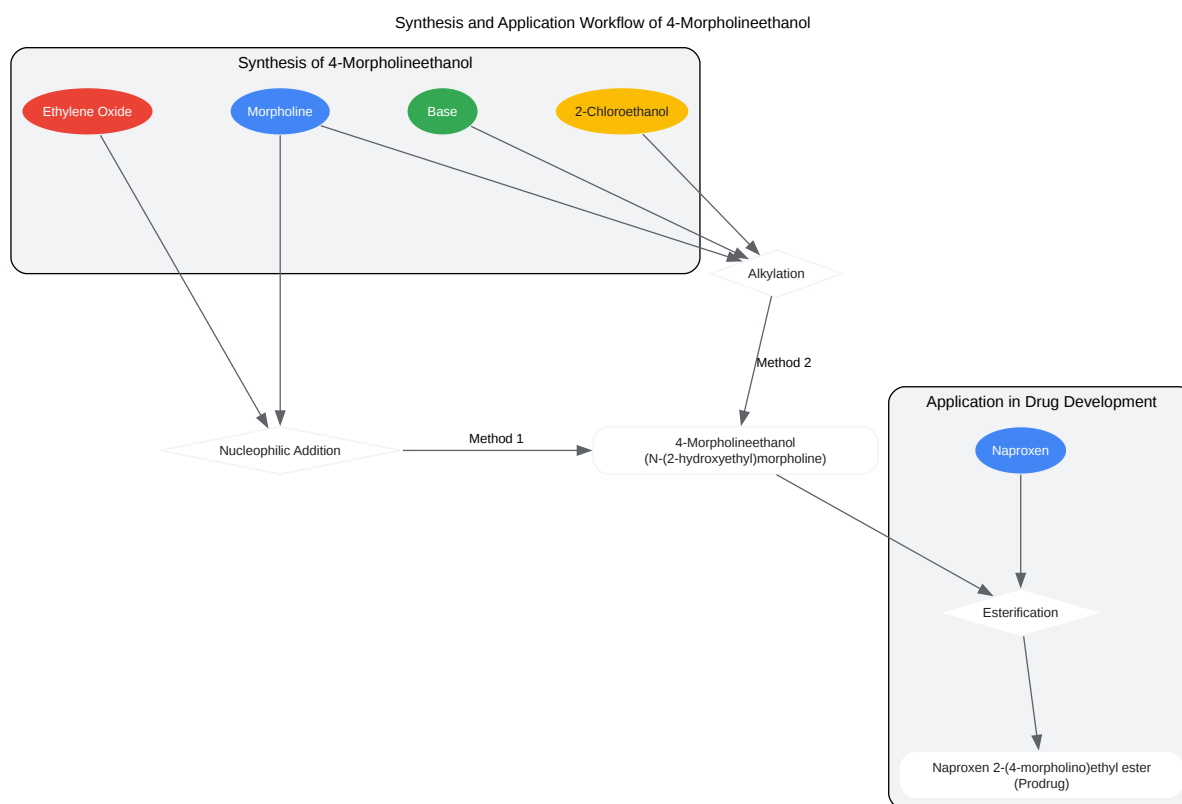 Synthesis and Application Workflow of 4-Morpholineethanol
Synthesis of 4-Morpholineethanol
Ethylene Oxide
Morpholine
Base
2-Chloroethanol
Alkylation
Method 2
Application in Drug Development
Method 1
Nucleophilic Addition
4-Morpholineethanol
(N-(2-hydroxyethyl)morpholine)
Naproxen
Esterification
Naproxen 2-(4-morpholino)ethyl ester
(Prodrug)